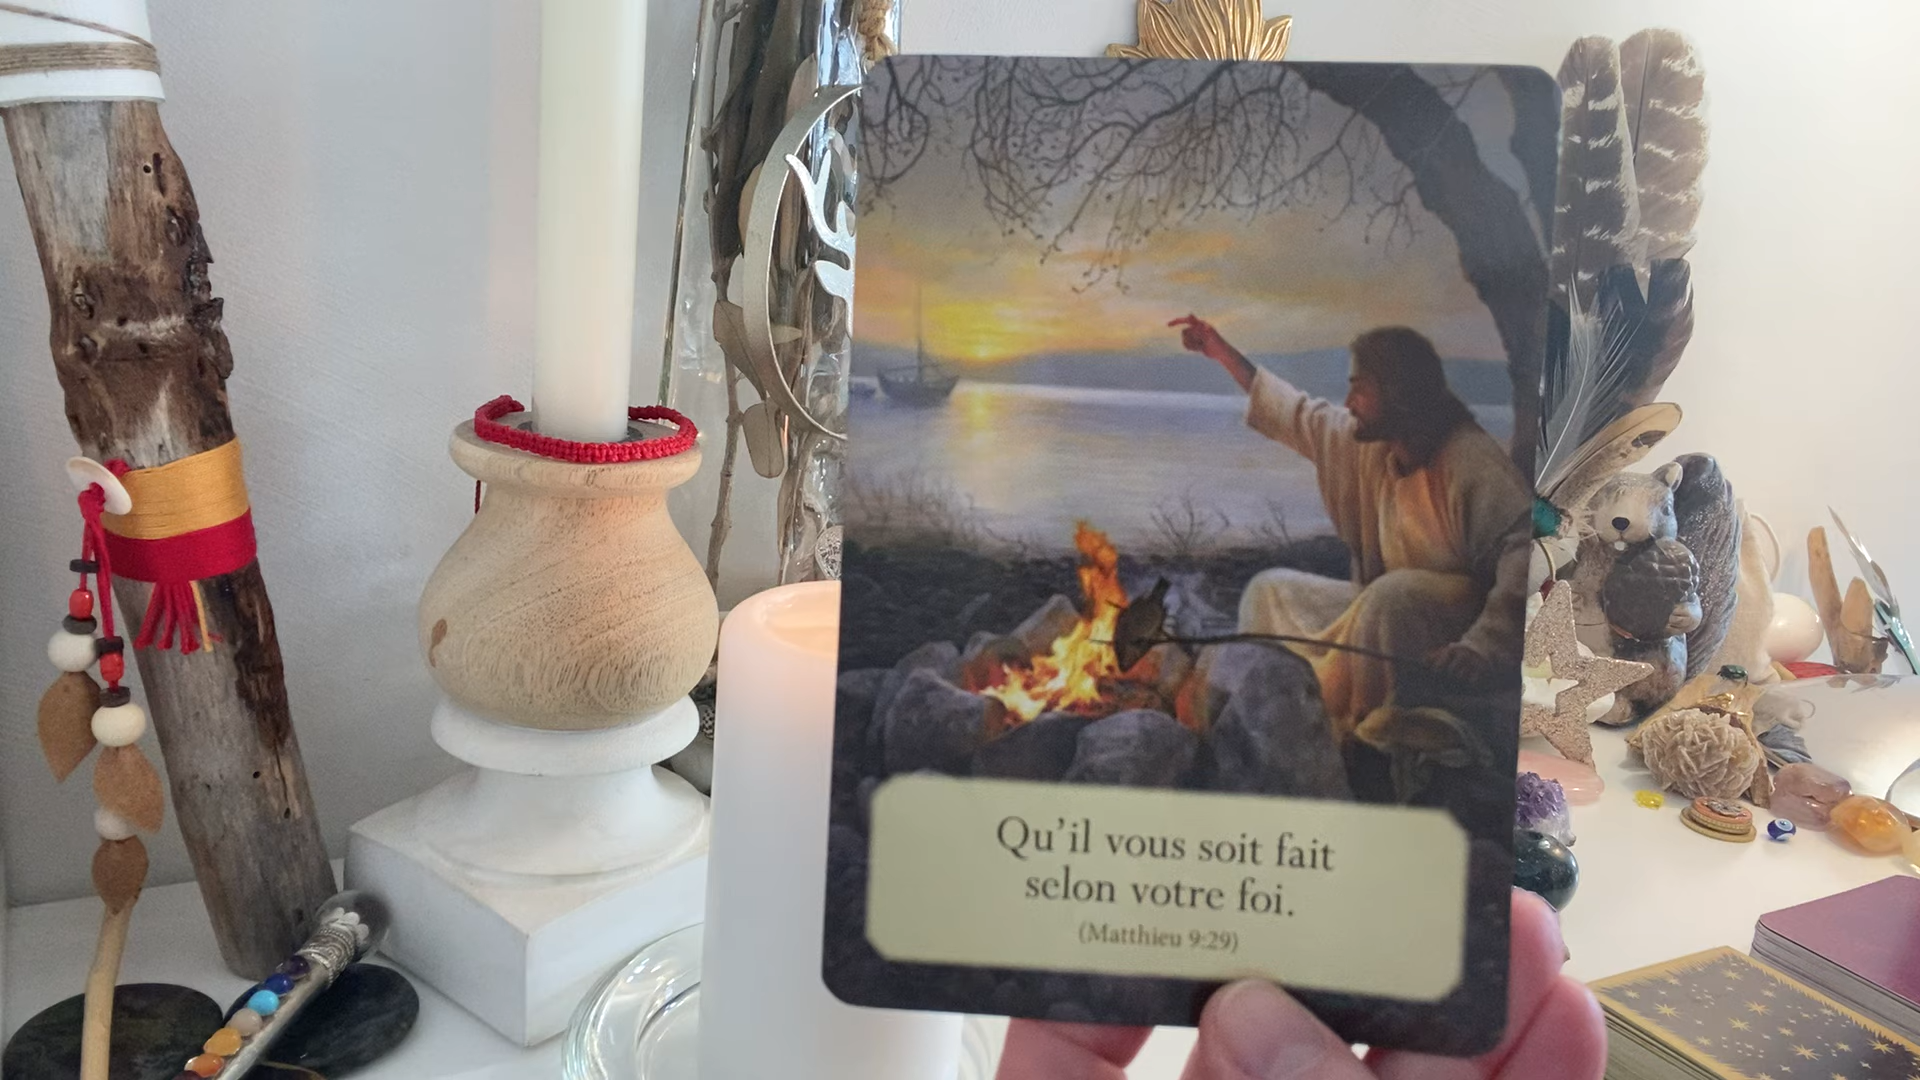 Qu’il vous soit fait
selon votre foi.
(Matthieu 9:29)